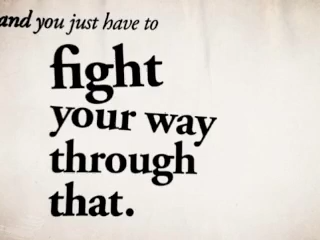 and you just have to
fight
your way
through
that.